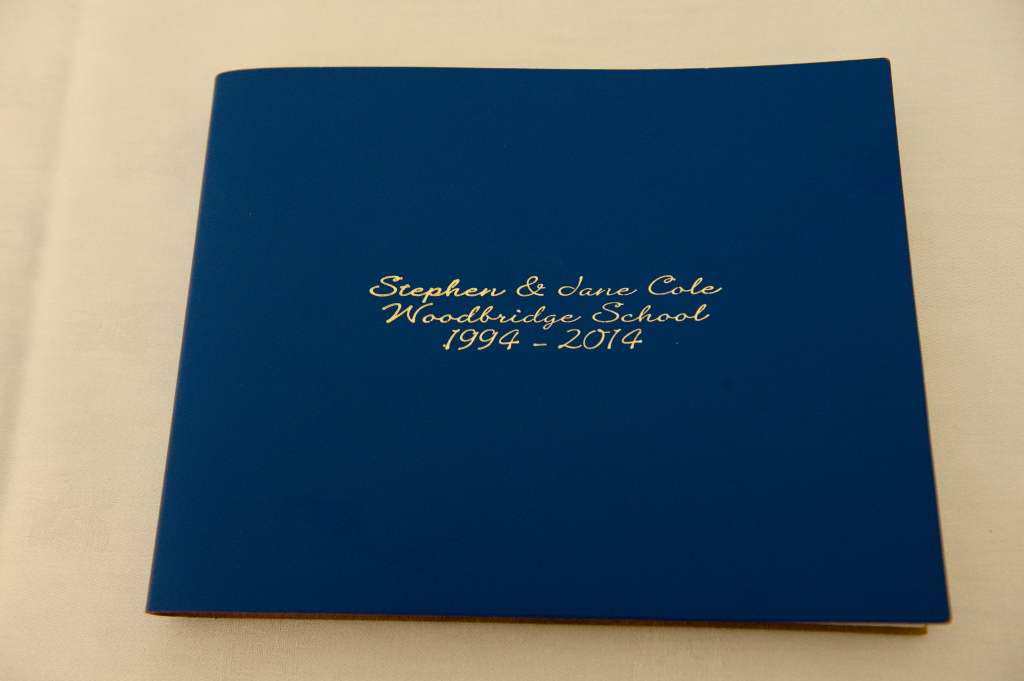 Stephen & Jane Cole
Woodbridge School
1994 - 2014